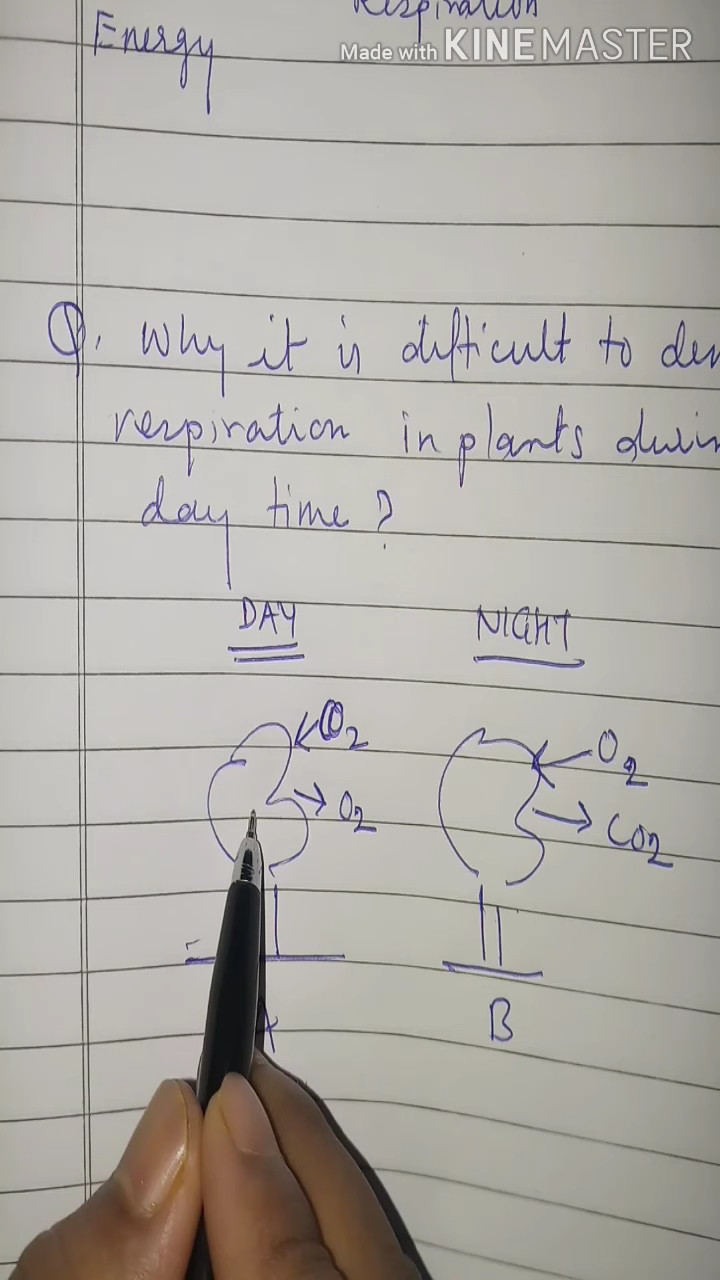 Respiration
Energy
Made with KINEMASTER
Q. Why it is difficult to
respiration in plants
day time?
DAY NIGHT
O2 O2
O2 CO2
B